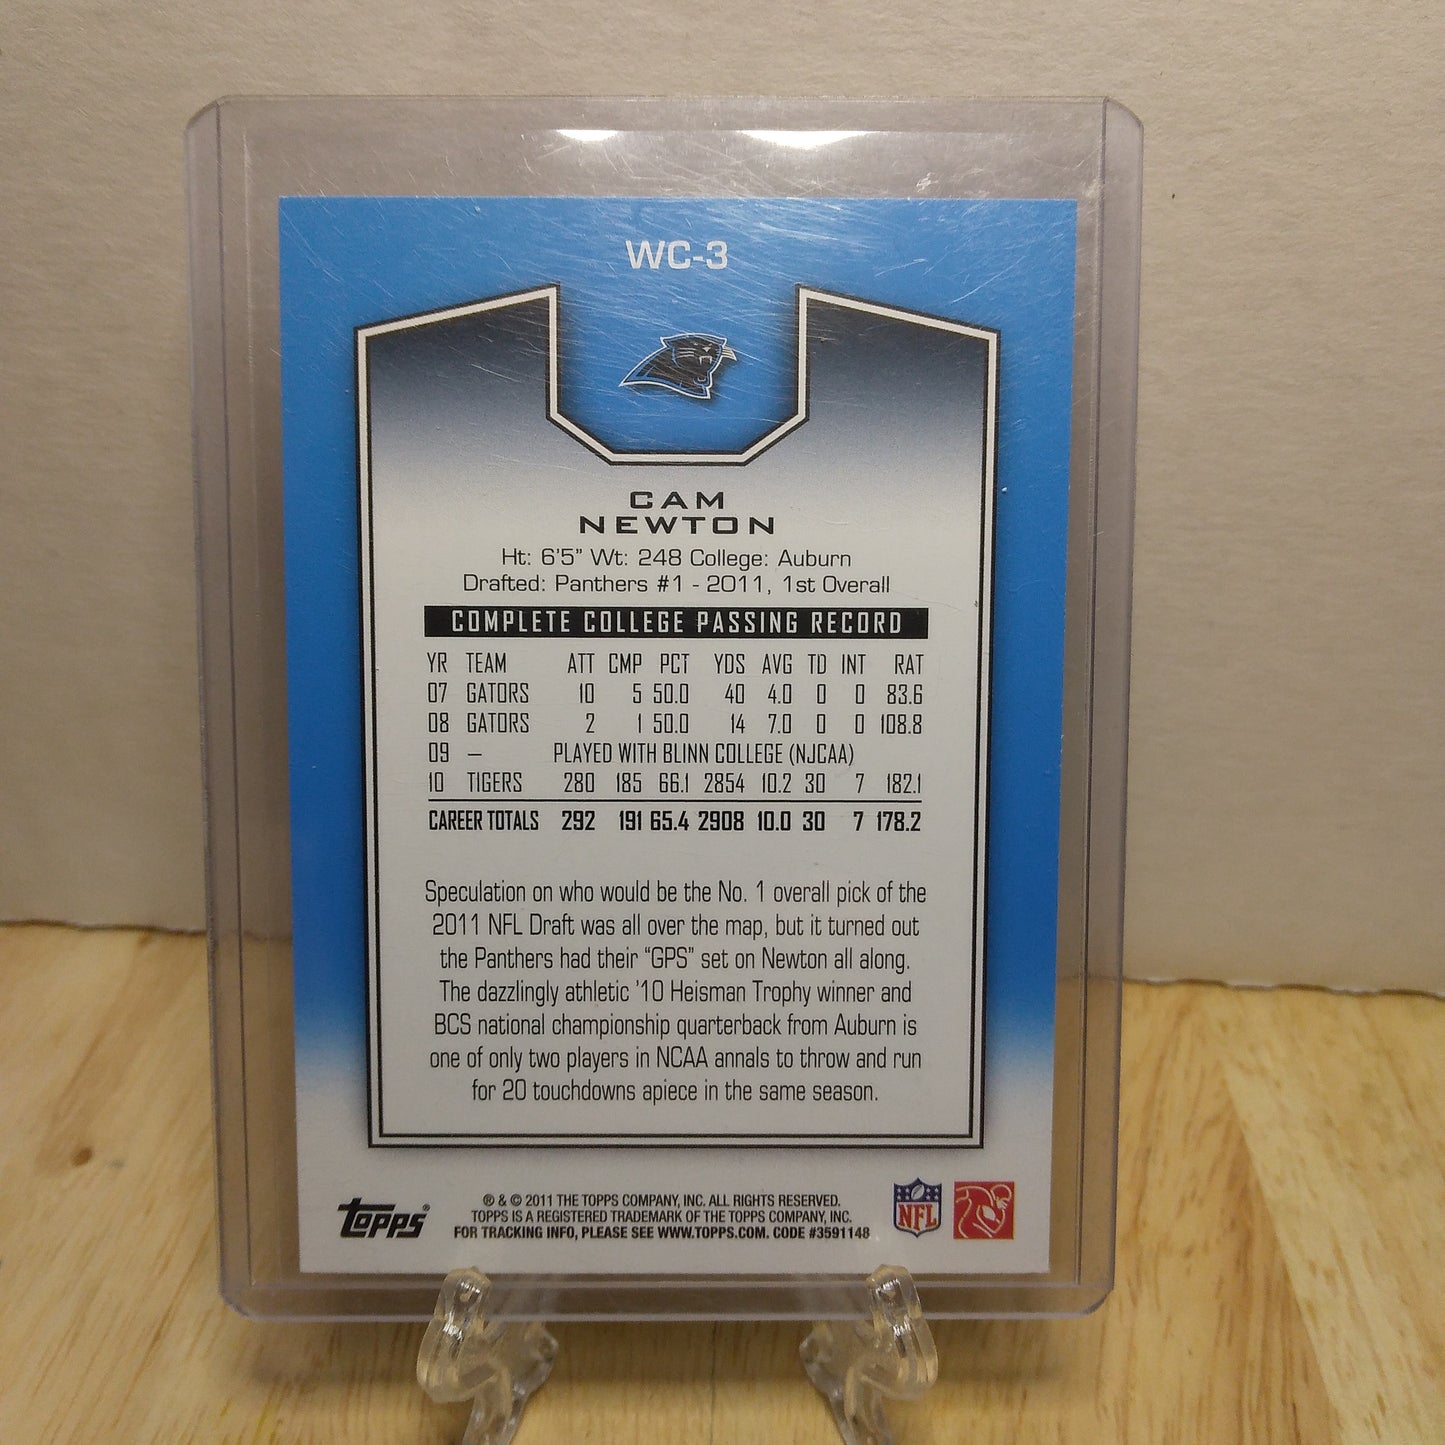 WC-3
CAM
NEWTON
Ht: 6'5" Wt: 248 College: Auburn
Drafted: Panthers #1 - 2011, 1st Overall
COMPLETE COLLEGE PASSING RECORD
YR TEAM ATT CMP PCT YDS AVG TD INT RAT
07 GATORS 10 5 50.0 40 4.0 0 0 83.6
08 GATORS 2 1 50.0 14 7.0 0 0 108.8
09 — PLAYED WITH BLINN COLLEGE (NJCAA)
10 TIGERS 280 185 66.1 2854 10.2 30 7 182.1
CAREER TOTALS 292 191 65.4 2908 10.0 30 7 178.2
Speculation on who would be the No. 1 overall pick of the
2011 NFL Draft was all over the map, but it turned out
the Panthers had their "GPS" set on Newton all along.
The dazzlingly athletic '10 Heisman Trophy winner and
BCS national championship quarterback from Auburn is
one of only two players in NCAA annals to throw and run
for 20 touchdowns apiece in the same season.
® & © 2011 THE TOPPS COMPANY, INC. ALL RIGHTS RESERVED.
TOPPS IS A REGISTERED TRADEMARK OF THE TOPPS COMPANY, INC.
FOR TRACKING INFO, PLEASE SEE WWW.TOPPS.COM. CODE #3591148
Topps®
NFL